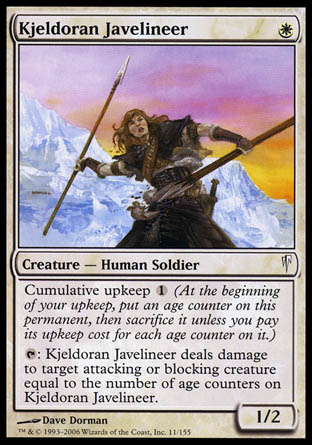 Kjeldoran Javelineer
Creature — Human Soldier
Cumulative upkeep 1 (At the beginning
of your upkeep, put an age counter on this
permanent, then sacrifice it unless you pay
its upkeep cost for each age counter on it.)
: Kjeldoran Javelineer deals damage
to target attacking or blocking creature
equal to the number of age counters on
Kjeldoran Javelineer.
Dave Dorman
™ & © 1993–2006 Wizards of the Coast, Inc. 11/155
1/2